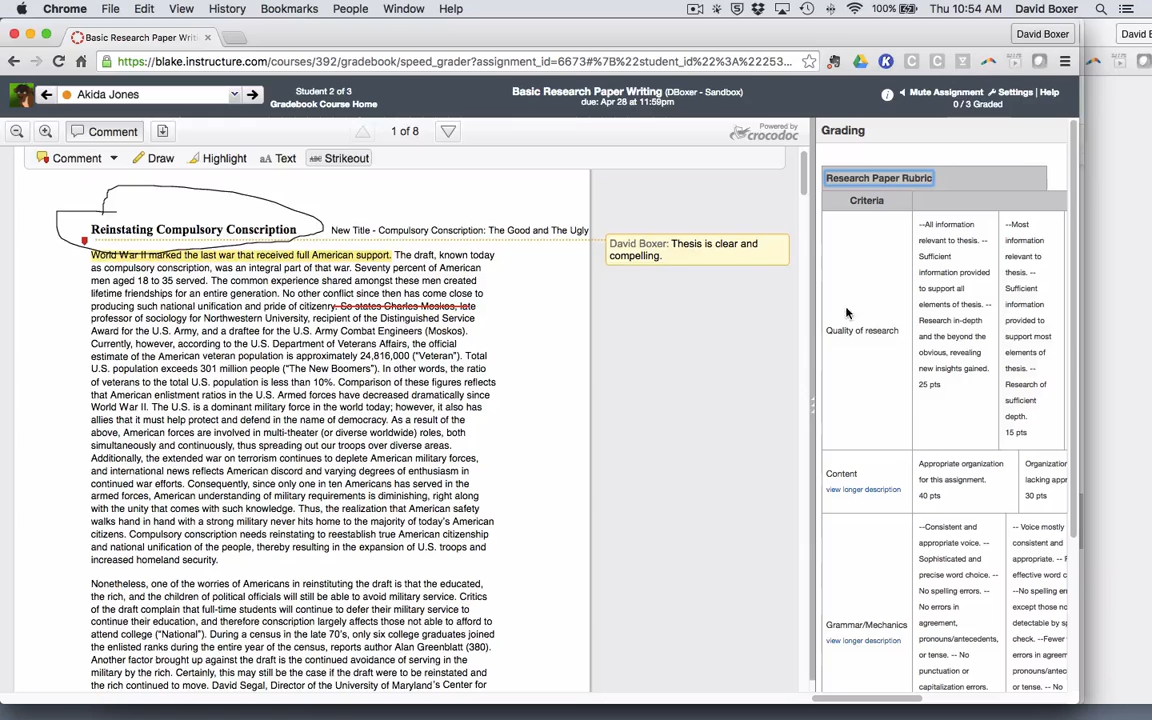 Chrome File Edit View History Bookmarks People Window Help 100% Thu 10:54 AM David Boxer
Basic Research Paper Writi × David Boxer David B
https://blake.instructure.com/courses/392/gradebook/speed_grader?assignment_id=6673#%7B%22student_id%22%3A%2253...
Akida Jones
Student 2 of 3
Gradebook Course Home
Basic Research Paper Writing (DBoxer - Sandbox)
due: Apr 28 at 11:59pm
Mute Assignment Settings | Help
0 / 3 Graded
Comment 1 of 8 Powered by
crocodoc
Comment Draw Highlight aA Text ABC Strikeout
Reinstating Compulsory Conscription New Title - Compulsory Conscription: The Good and The Ugly
World War II marked the last war that received full American support. The draft, known today
as compulsory conscription, was an integral part of that war. Seventy percent of American
men aged 18 to 35 served. The common experience shared amongst these men created
lifetime friendships for an entire generation. No other conflict since then has come close to
producing such national unification and pride of citizenry. So states Charles Moskos, late
professor of sociology for Northwestern University, recipient of the Distinguished Service
Award for the U.S. Army, and a draftee for the U.S. Army Combat Engineers (Moskos).
Currently, however, according to the U.S. Department of Veterans Affairs, the official
estimate of the American veteran population is approximately 24,816,000 ("Veteran"). Total
U.S. population exceeds 301 million people ("The New Boomers"). In other words, the ratio
of veterans to the total U.S. population is less than 10%. Comparison of these figures reflects
that American enlistment ratios in the U.S. Armed forces have decreased dramatically since
World War II. The U.S. is a dominant military force in the world today; however, it also has
allies that it must help protect and defend in the name of democracy. As a result of the
above, American forces are involved in multi-theater (or diverse worldwide) roles, both
simultaneously and continuously, thus spreading out our troops over diverse areas.
Additionally, the extended war on terrorism continues to deplete American military forces,
and international news reflects American discord and varying degrees of enthusiasm in
continued war efforts. Consequently, since only one in ten Americans has served in the
armed forces, American understanding of military requirements is diminishing, right along
with the unity that comes with such knowledge. Thus, the realization that American safety
walks hand in hand with a strong military never hits home to the majority of today's American
citizens. Compulsory conscription needs reinstating to reestablish true American citizenship
and national unification of the people, thereby resulting in the expansion of U.S. troops and
increased homeland security.
Nonetheless, one of the worries of Americans in reinstituting the draft is that the educated,
the rich, and the children of political officials will still be able to avoid military service. Critics
of the draft complain that full-time students will continue to defer their military service to
continue their education, and therefore conscription largely affects those not able to afford to
attend college ("National"). During a census in the late 70's, only six college graduates joined
the enlisted ranks during the entire year of the census, reports author Alan Greenblatt (380).
Another factor brought up against the draft is the continued avoidance of serving in the
military by the rich. Certainly, this may still be the case if the draft were to be reinstated and
the rich continued to move. David Segal, Director of the University of Maryland's Center for
David Boxer: Thesis is clear and
compelling.
Grading
Research Paper Rubric
Criteria
Quality of research
--All information
relevant to thesis. --
Sufficient
information provided
to support all
elements of thesis. --
Research in-depth
and the beyond the
obvious, revealing
new insights gained.
25 pts
--Most
information
relevant to
thesis. --
Sufficient
information
provided to
support most
elements of
thesis. --
Research of
sufficient
depth.
15 pts
Content
view longer description
Appropriate organization
for this assignment.
40 pts
Organizatio
lacking appr
30 pts
Grammar/Mechanics
view longer description
--Consistent and
appropriate voice. --
Sophisticated and
precise word choice. --
No spelling errors. --
No errors in
agreement,
pronouns/antecedents,
or tense. -- No
punctuation or
capitalization errors.
-- Voice mostly
consistent and
appropriate. --
effective word c
--No spelling er
except those no
detectable by s
check. --Fewer
errors in agreem
pronouns/antec
or tense. -- No